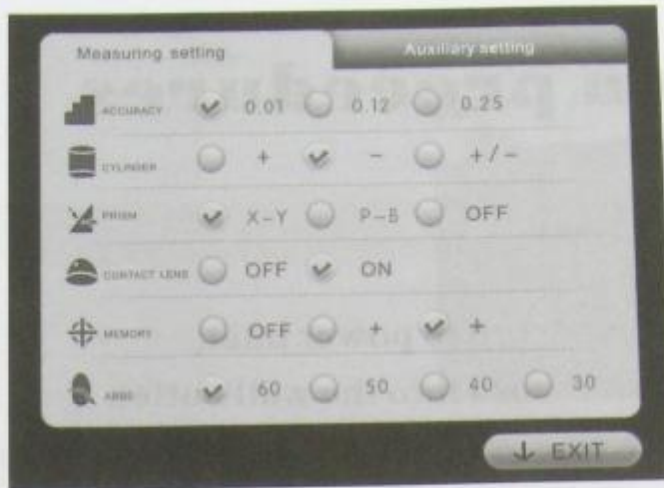 Measuring setting Auxiliary setting
ACCURACY 0.01 0.12 0.25
CYLINDER + - +/-
PRISM X-Y P-B OFF
CONTACT LENS OFF ON
MEMORY OFF + +
ABBE 60 50 40 30
EXIT